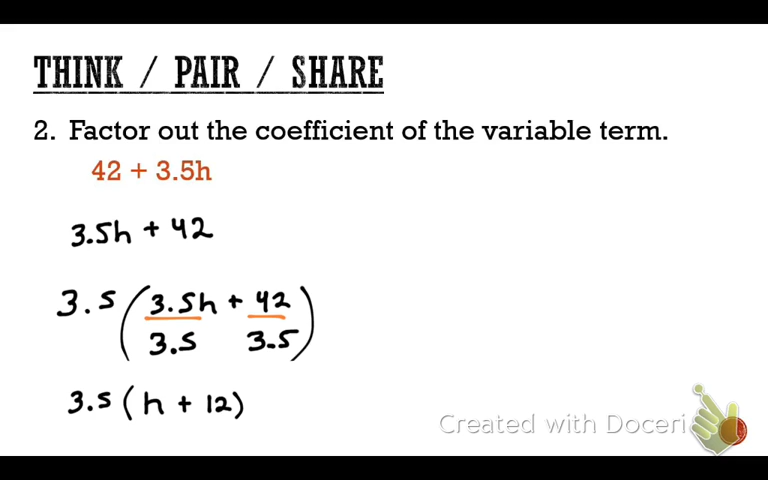 THINK / PAIR / SHARE
2. Factor out the coefficient of the variable term.
42 + 3.5h
3.5h + 42
3.5 (3.5h + 42)
3.5 3.5
3.5 (h + 12)
Created with Doceri